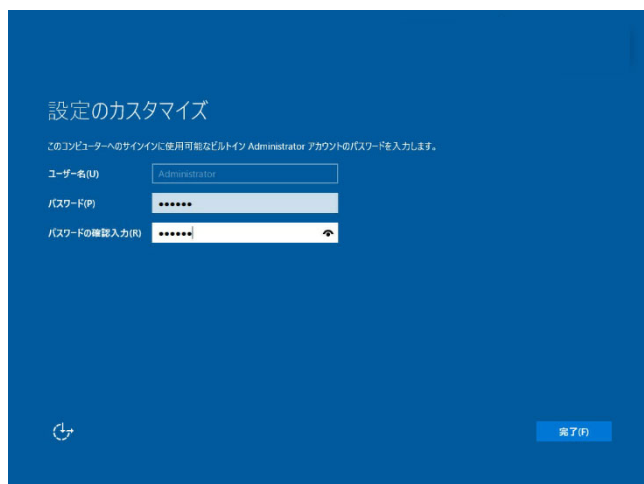 設定のカスタマイズ
このコンピューターへのサインインに使用可能なビルトイン Administrator アカウントのパスワードを入力します。
ユーザー名(U)
Administrator
パスワード(P)
••••••
パスワードの確認入力(R)
••••••
完了(F)